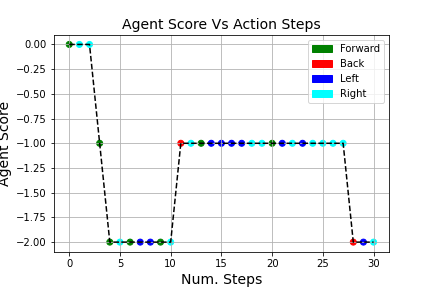 Agent Score Vs Action Steps
Agent Score
0.00
−0.25
−0.50
−0.75
−1.00
−1.25
−1.50
−1.75
−2.00
Forward
Back
Left
Right
0 5 10 15 20 25 30
Num. Steps